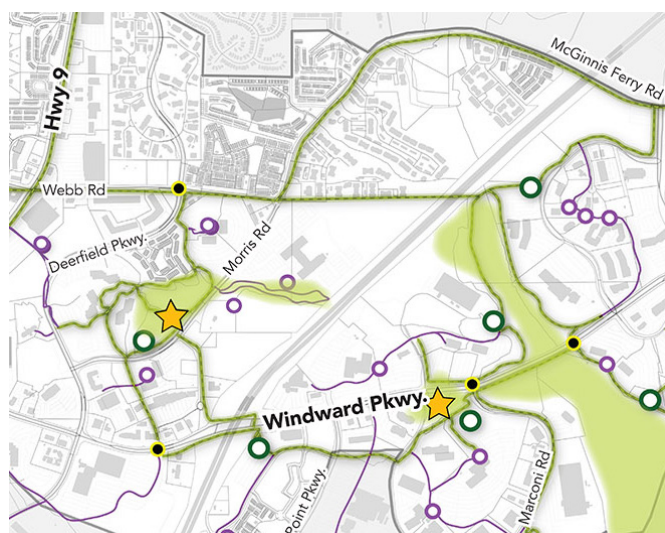 Hwy 9
McGinnis Ferry Rd
Webb Rd
Deerfield Pkwy.
Morris Rd
Windward Pkwy.
Point Pkwy.
Marconi Rd